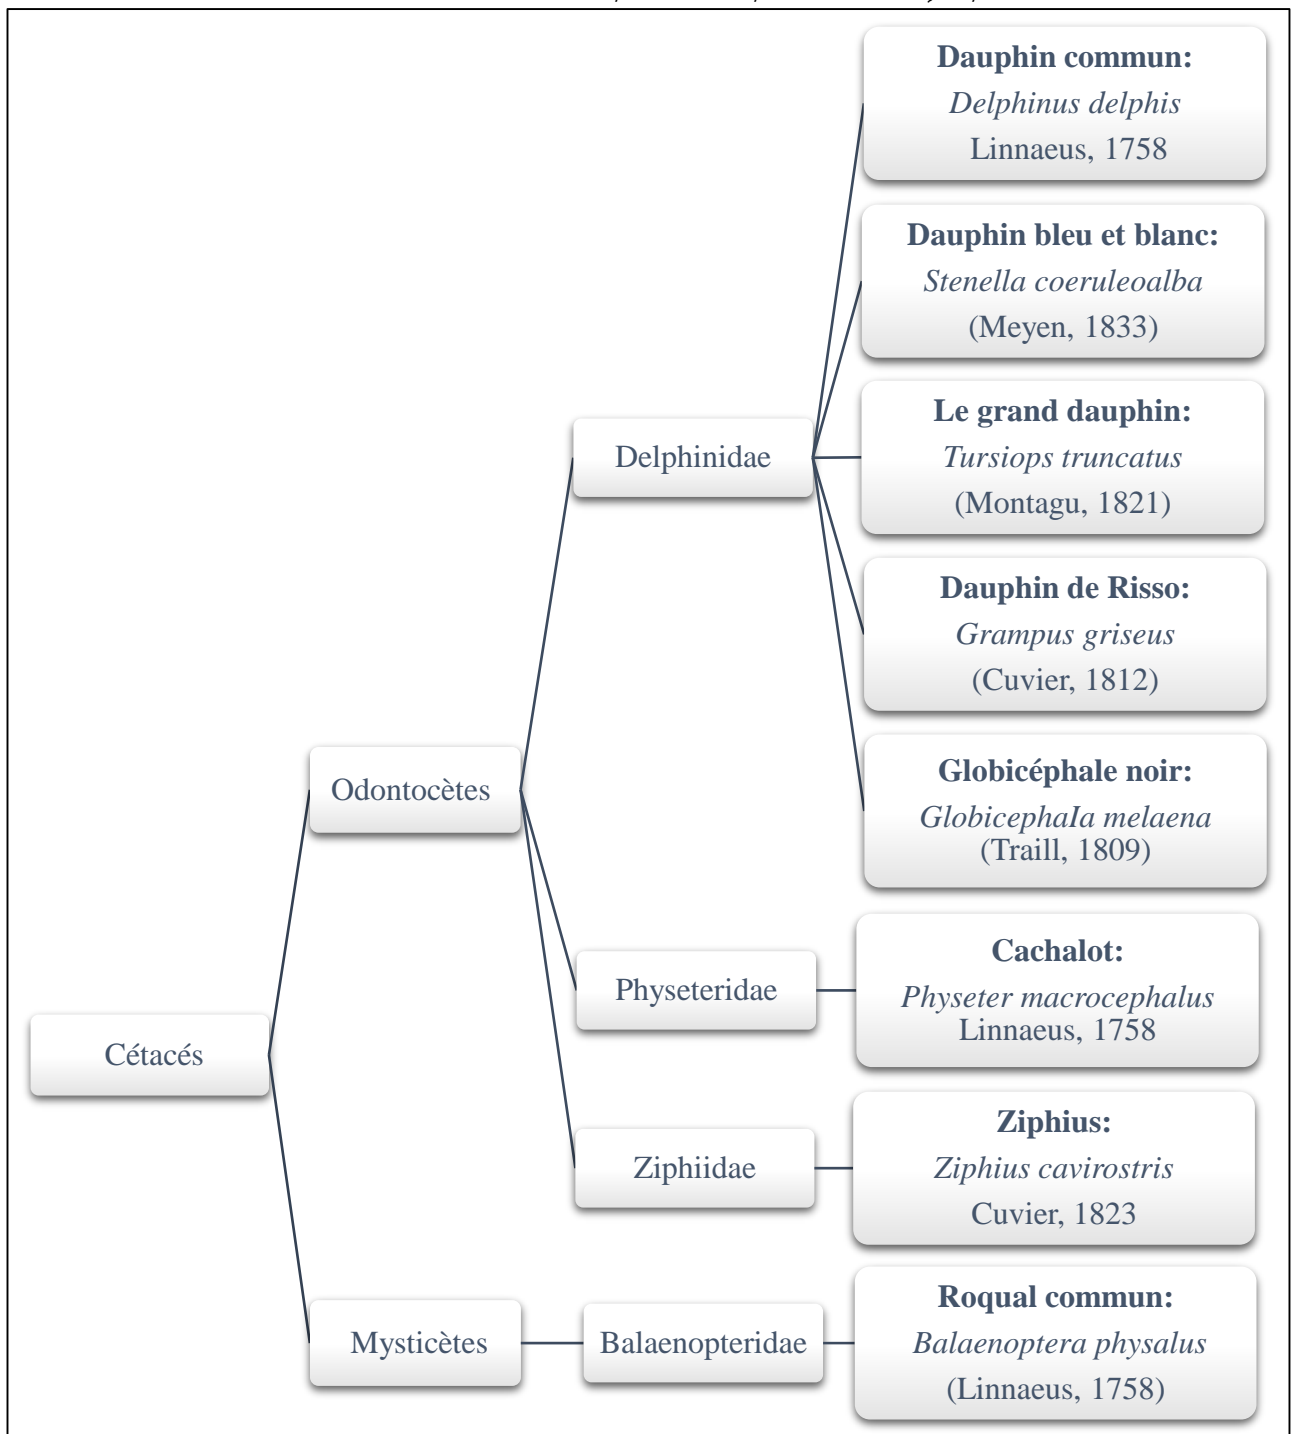 Dauphin commun:
Delphinus delphis
Linnaeus, 1758
Dauphin bleu et blanc:
Stenella coeruleoalba
(Meyen, 1833)
Le grand dauphin:
Tursiops truncatus
(Montagu, 1821)
Delphinidae
Dauphin de Risso:
Grampus griseus
(Cuvier, 1812)
Globicéphale noir:
GlobicephaIa melaena
(Traill, 1809)
Odontocètes
Cachalot:
Physeter macrocephalus
Linnaeus, 1758
Physeteridae
Cétacés
Ziphius:
Ziphius cavirostris
Cuvier, 1823
Ziphiidae
Roqual commun:
Balaenoptera physalus
(Linnaeus, 1758)
Mysticètes
Balaenopteridae